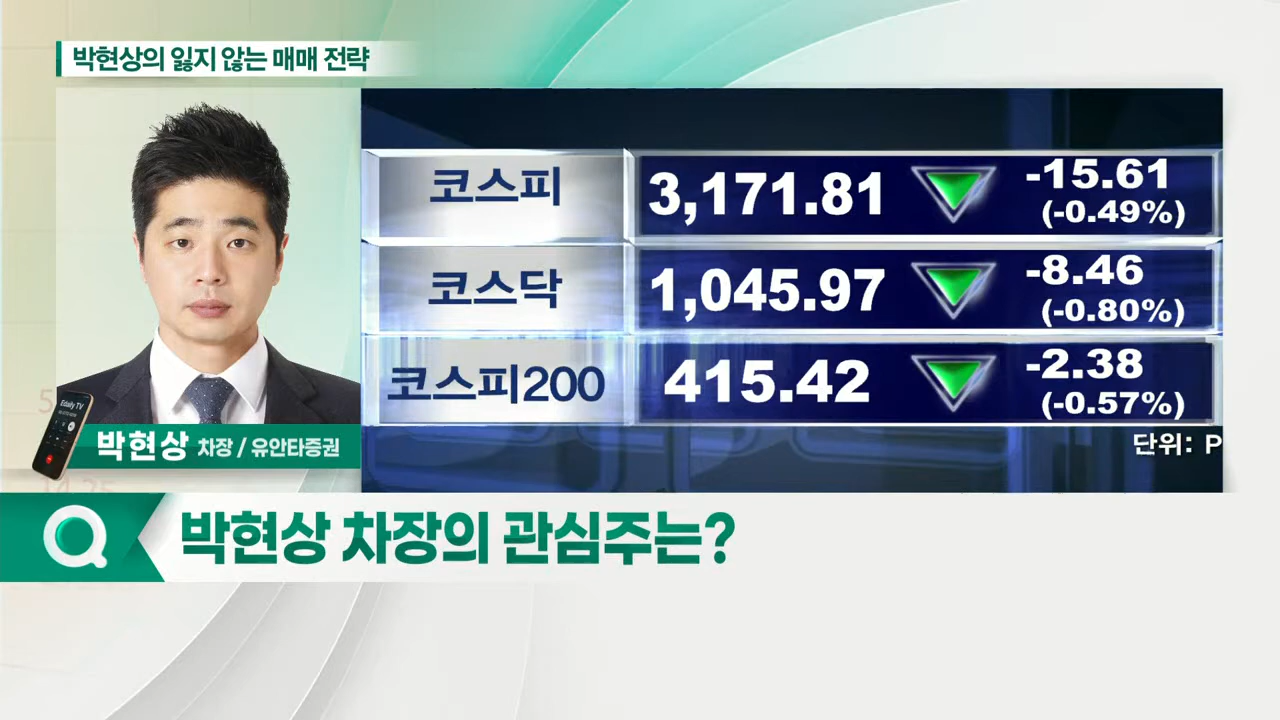 박현상의 잃지 않는 매매 전략
코스피 3,171.81 ▼ -15.61 (-0.49%)
코스닥 1,045.97 ▼ -8.46 (-0.80%)
코스피200 415.42 ▼ -2.38 (-0.57%)
단위: P
Edaily TV
박현상 차장 / 유안타증권
Q 박현상 차장의 관심주는?